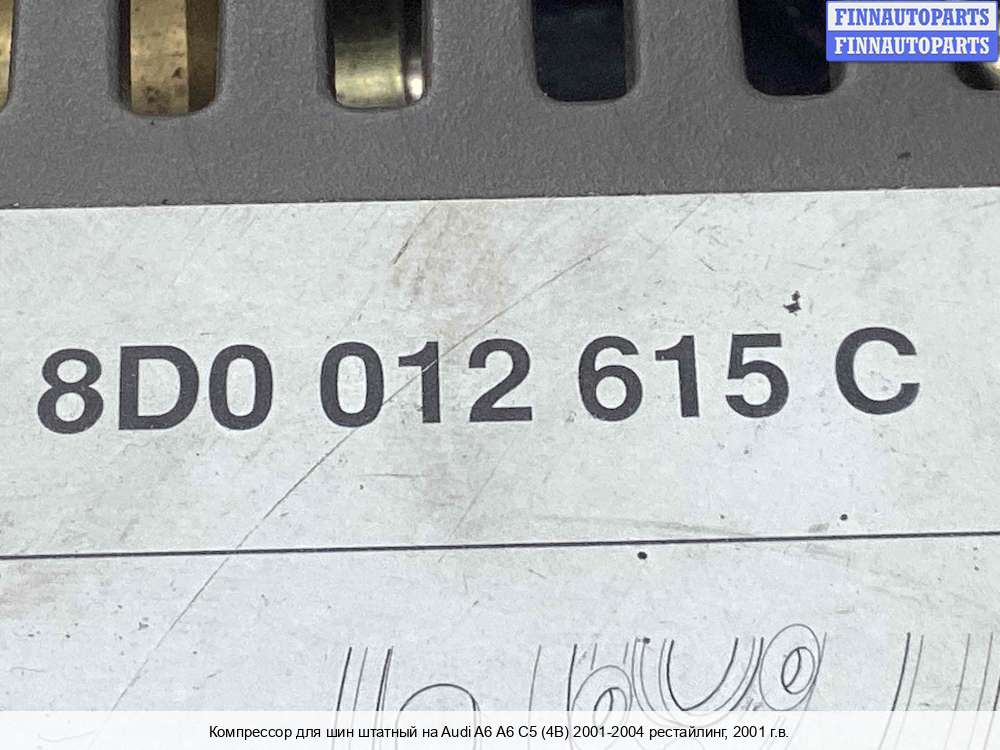 FINNAUTOPARTS
FINNAUTOPARTS
8D0 012 615 C
Компрессор для шин штатный на Audi A6 A6 C5 (4B) 2001-2004 рестайлинг, 2001 г.в.